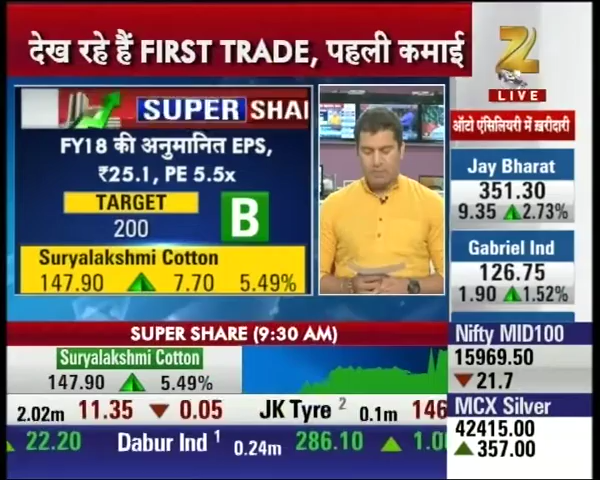 देख रहे हैं FIRST TRADE, पहली कमाई
Z
LIVE
SUPER SHA
FY18 की अनुमानित EPS,
₹25.1, PE 5.5x
TARGET
200
B
Suryalakshmi Cotton
147.90 7.70 5.49%
ऑटो एंसिलियरी में ख़रीदारी
Jay Bharat
351.30
9.35 2.73%
Gabriel Ind
126.75
1.90 1.52%
SUPER SHARE (9:30 AM)
Suryalakshmi Cotton
147.90 5.49%
Nifty MID100
15969.50
21.7
MCX Silver
42415.00
357.00
2.02m 11.35 0.05 JK Tyre 2 0.1m 146
22.20 Dabur Ind 1 0.24m 286.10 1.0